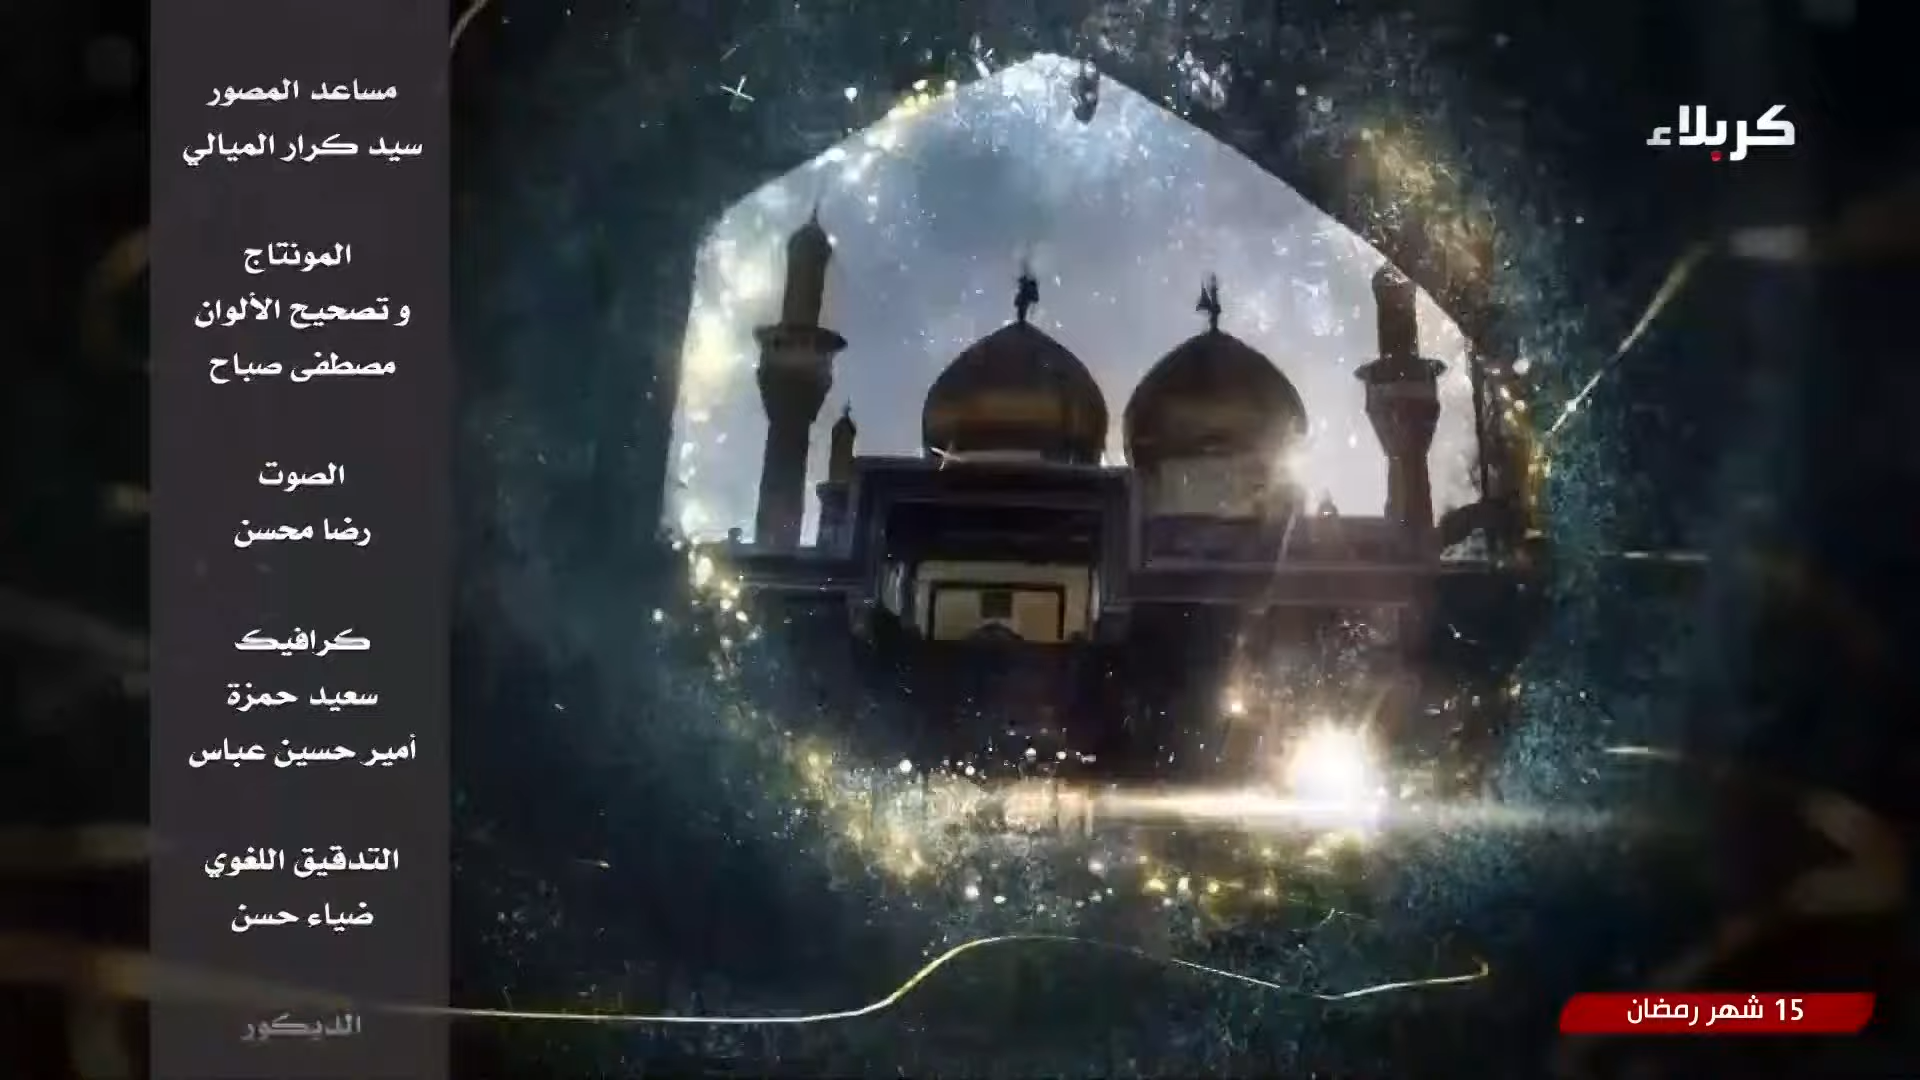 مساعد المصور
سيد كرار الميالي
المونتاج
و تصحيح الألوان
مصطفى صباح
الصوت
رضا محسن
كرافيك
سعيد حمزة
أمير حسين عباس
التدقيق اللغوي
ضياء حسن
الديكور
كربلاء
15 شهر رمضان